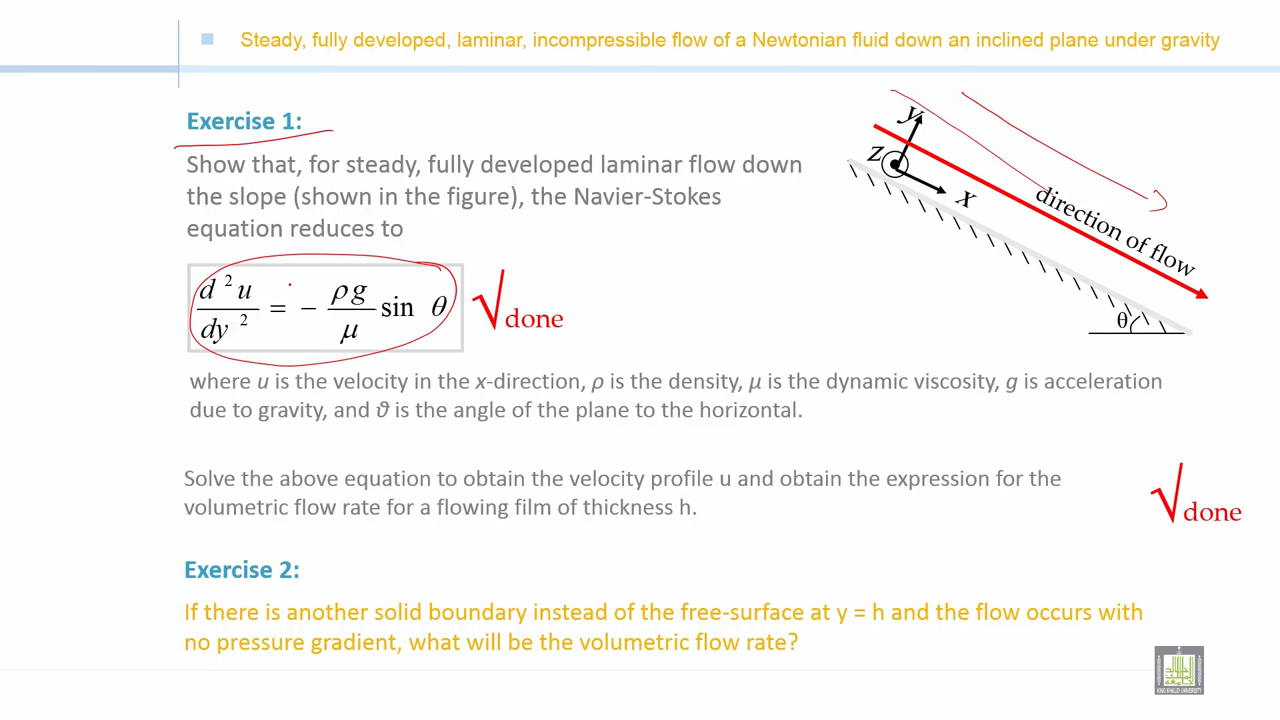 Steady, fully developed, laminar, incompressible flow of a Newtonian fluid down an inclined plane under gravity
Exercise 1:
Show that, for steady, fully developed laminar flow down
the slope (shown in the figure), the Navier-Stokes
equation reduces to
d²u/dy² = − ρg/μ sin θ
√done
y
z
x
direction of flow
θ
where u is the velocity in the x-direction, ρ is the density, μ is the dynamic viscosity, g is acceleration
due to gravity, and ϑ is the angle of the plane to the horizontal.
Solve the above equation to obtain the velocity profile u and obtain the expression for the
volumetric flow rate for a flowing film of thickness h.
√done
Exercise 2:
If there is another solid boundary instead of the free-surface at y = h and the flow occurs with
no pressure gradient, what will be the volumetric flow rate?
KING KHALID UNIVERSITY